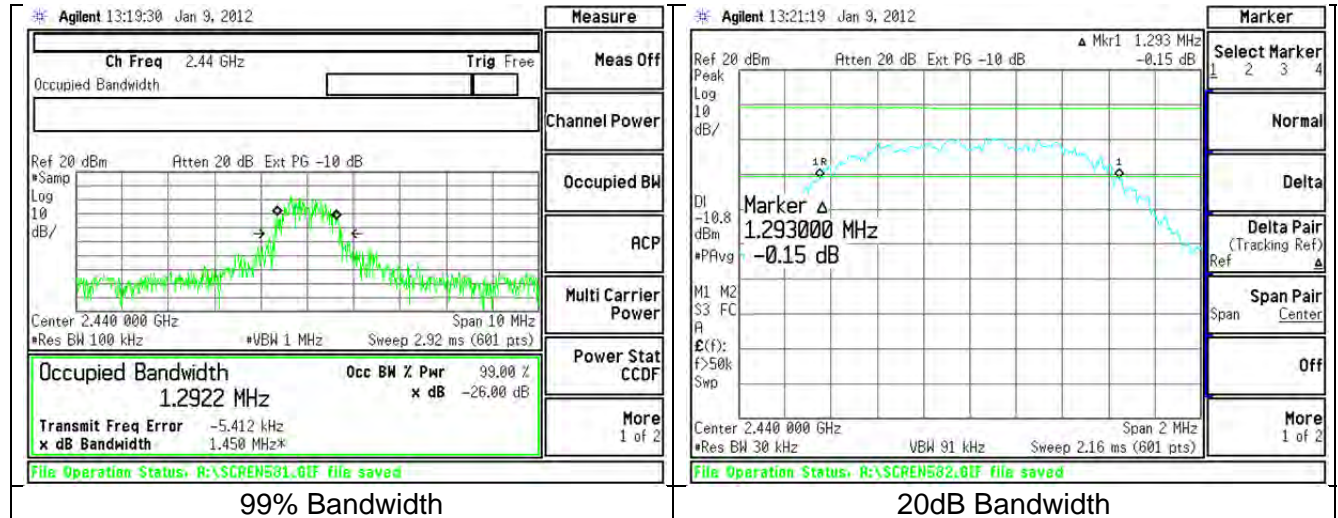 Agilent 13:19:30 Jan 9, 2012
Measure
Ch Freq 2.44 GHz Trig Free
Occupied Bandwidth
Meas Off
Channel Power
Occupied BW
ACP
Multi Carrier
Power
Power Stat
CCDF
More
1 of 2
Ref 20 dBm Atten 20 dB Ext PG -10 dB
#Samp
Log
10
dB/
Center 2.440 000 GHz Span 10 MHz
#Res BW 100 kHz #VBW 1 MHz Sweep 2.92 ms (601 pts)
Occupied Bandwidth
1.2922 MHz
Occ BW % Pwr 99.00 %
x dB -26.00 dB
Transmit Freq Error -5.412 kHz
x dB Bandwidth 1.450 MHz*
File Operation Status, A:\SCREN531.GIF file saved
99% Bandwidth
Agilent 13:21:19 Jan 9, 2012
Marker
Δ Mkr1 1.293 MHz
Ref 20 dBm Atten 20 dB Ext PG -10 dB -0.15 dB
Peak
Log
10
dB/
1R
1
DI
-10.8
dBm
#PAvg
Marker Δ
1.293000 MHz
-0.15 dB
M1 M2
S3 FC
A
£(f):
f>50k
Swp
Center 2.440 000 GHz Span 2 MHz
#Res BW 30 kHz VBW 91 kHz Sweep 2.16 ms (601 pts)
Select Marker
1 2 3 4
Normal
Delta
Delta Pair
(Tracking Ref)
Ref Δ
Span Pair
Span Center
Off
More
1 of 2
File Operation Status, A:\SCREN532.GIF file saved
20dB Bandwidth